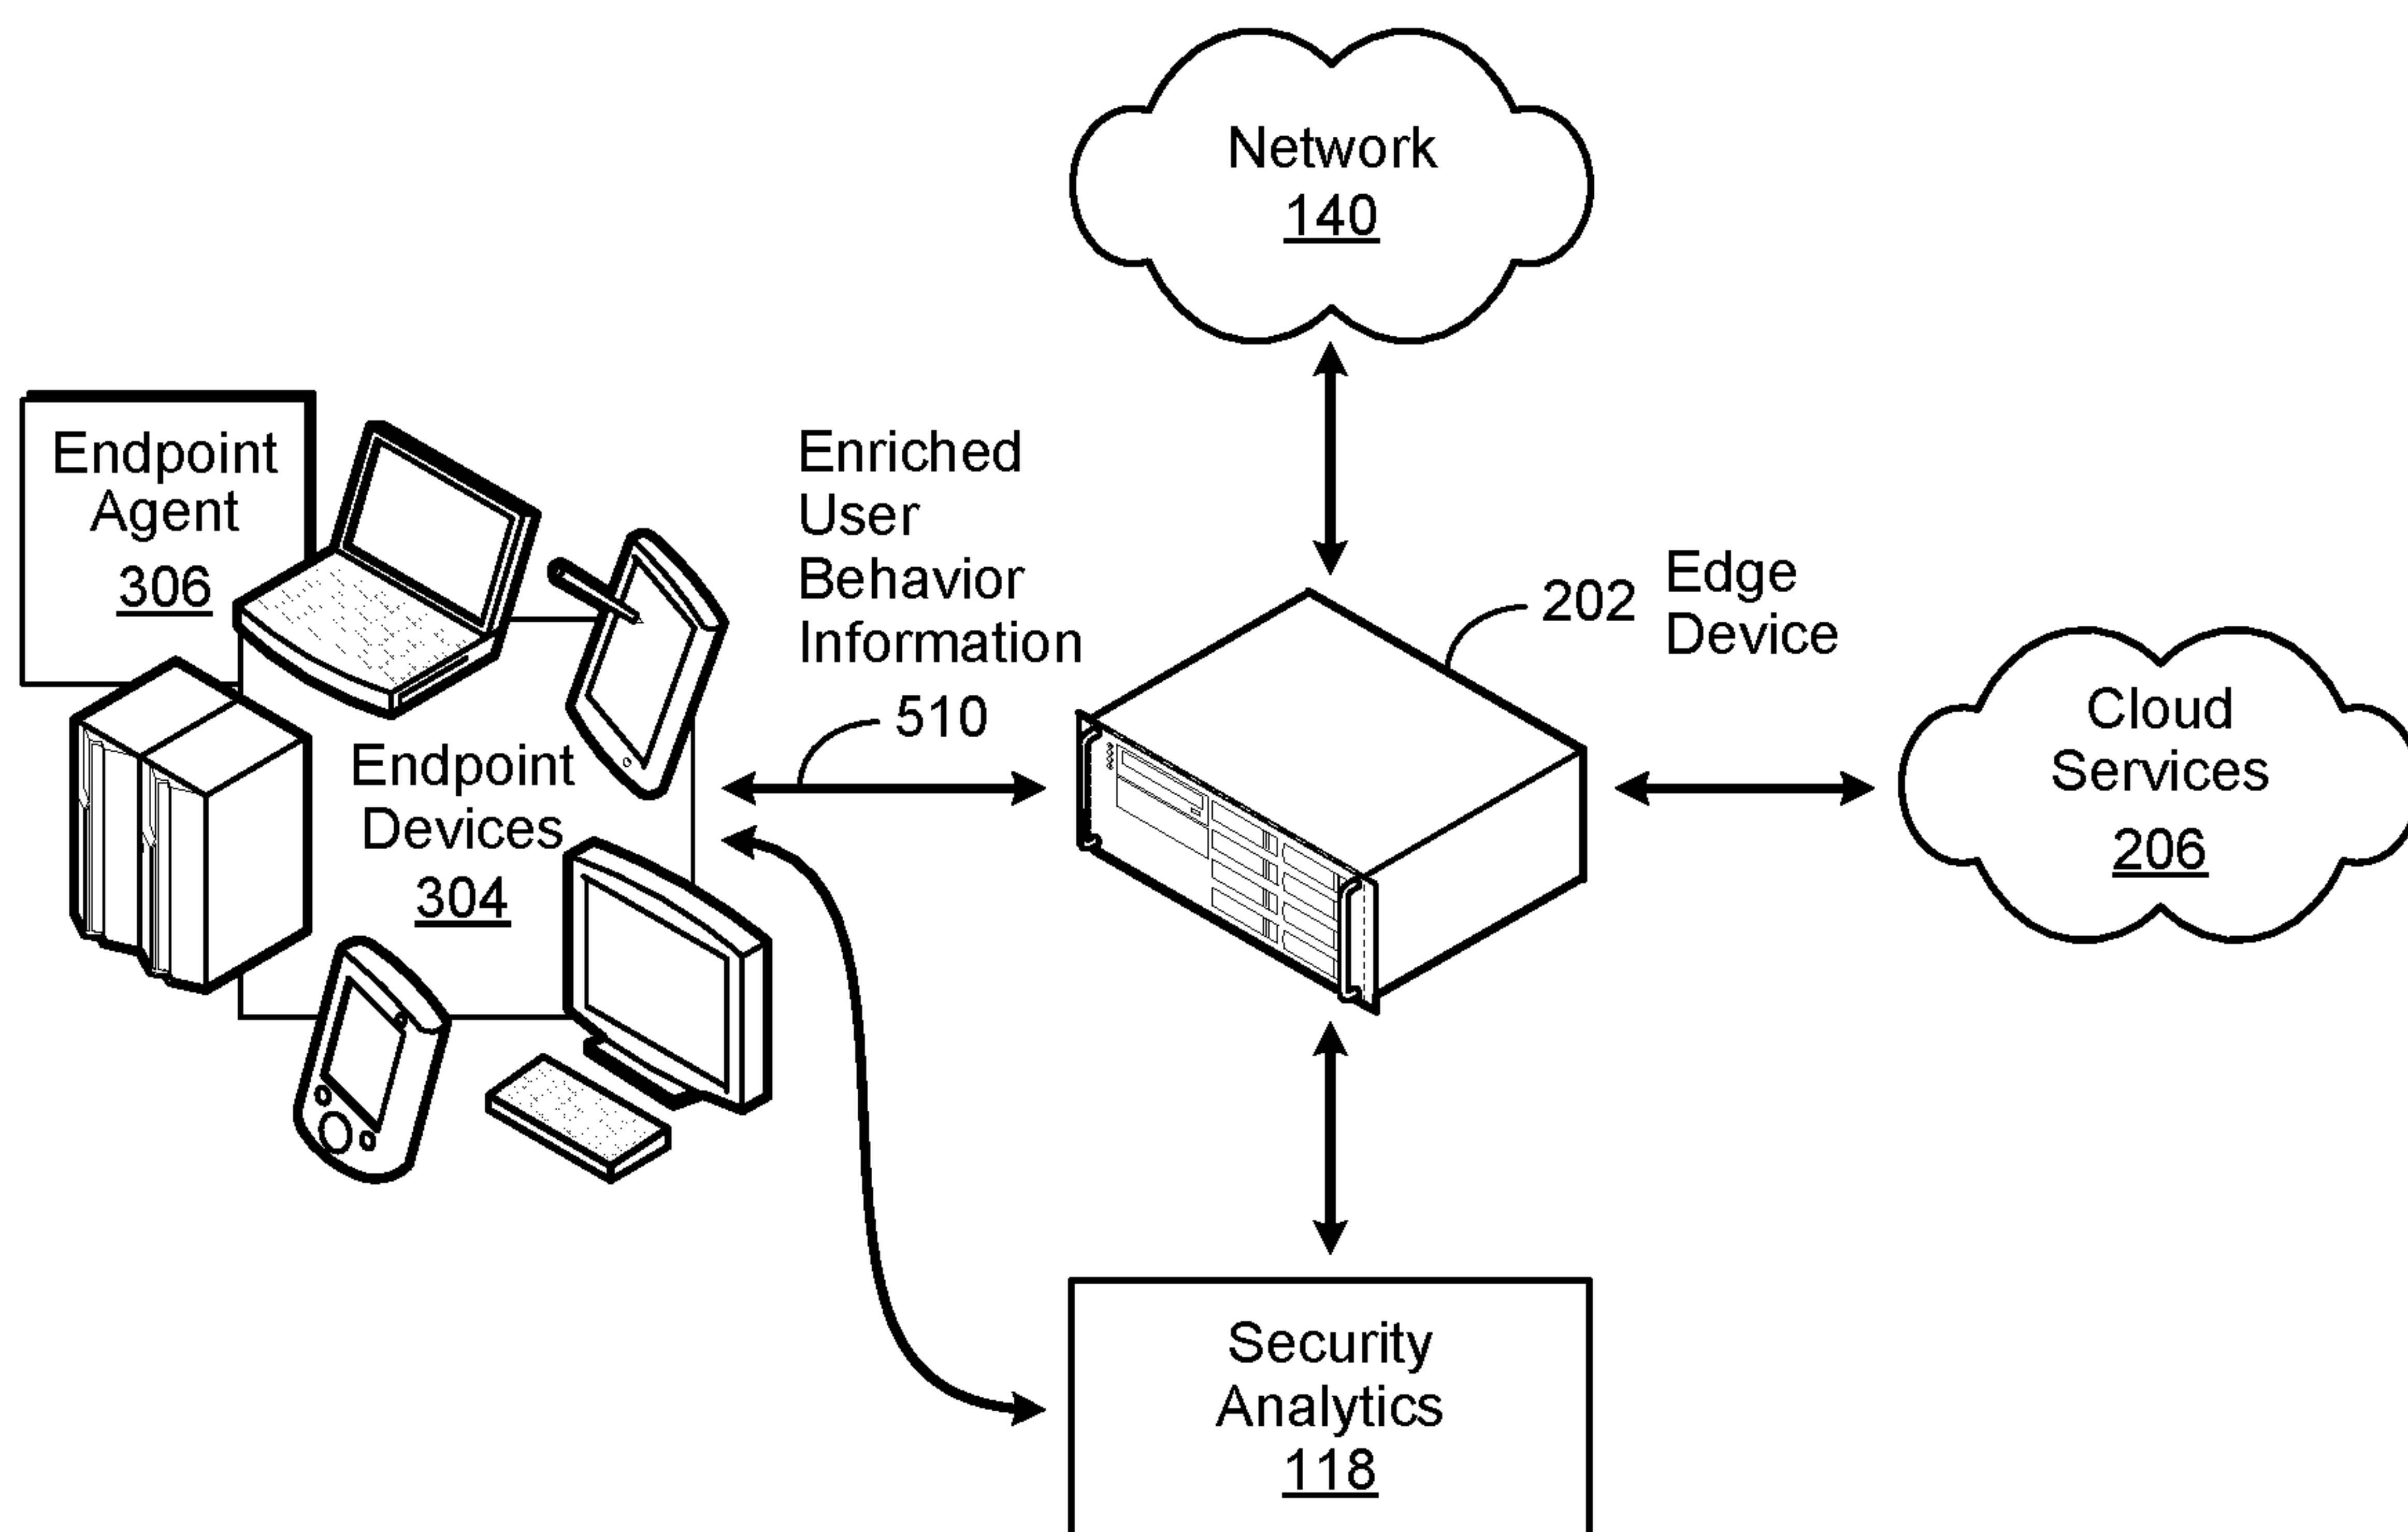 Network
140
Endpoint
Agent
306
Enriched
User
Behavior
Information
510
202
Edge
Device
Cloud
Services
206
Endpoint
Devices
304
Security
Analytics
118